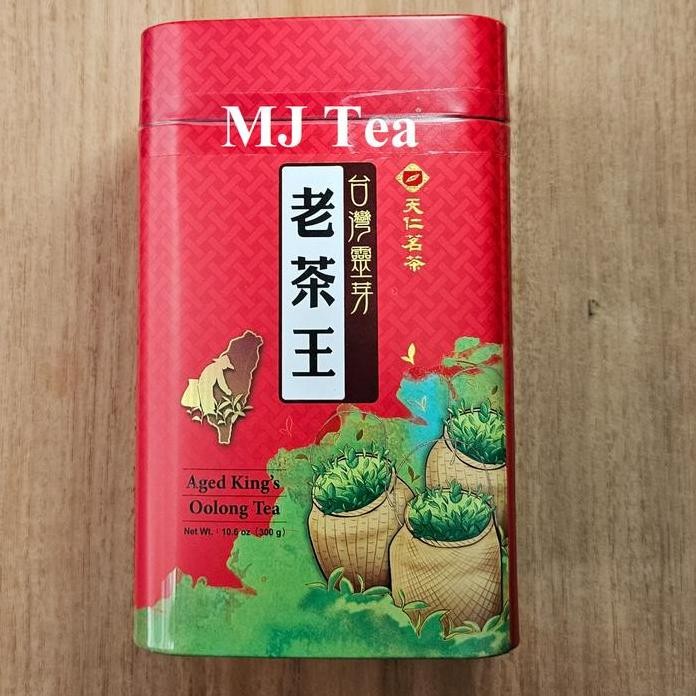 MJ Tea
老茶王
台灣靈芽
天仁茗茶
Aged King's
Oolong Tea
Net Wt.：10.6 oz（300 g）